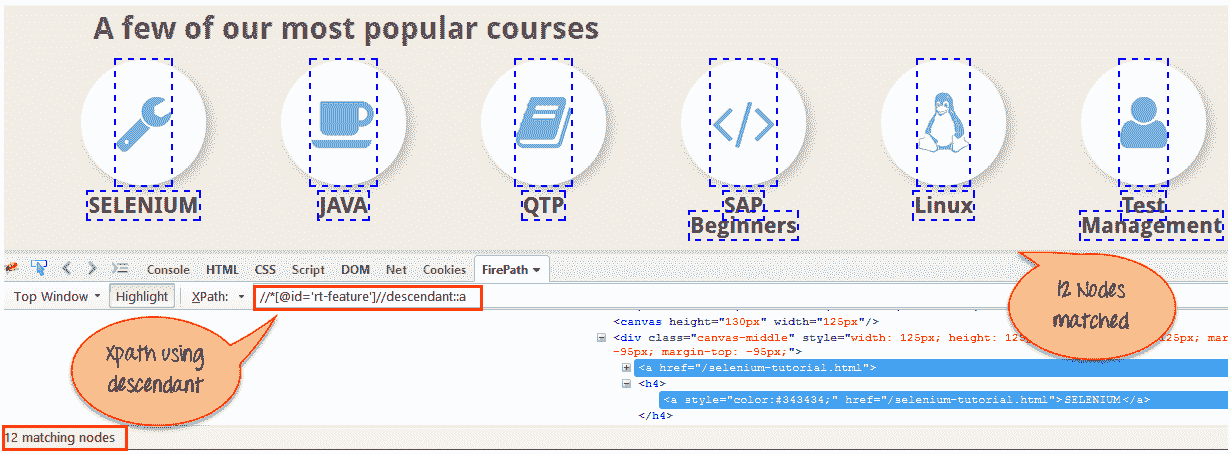 A few of our most popular courses
SELENIUM
JAVA
QTP
SAP
Beginners
Linux
Test
Management
Console HTML CSS Script DOM Net Cookies FirePath
Top Window Highlight XPath: //*[@id='rt-feature']//descendant::a
12 Nodes
matched
Xpath using
descendant
<canvas height="130px" width="125px"/>
<div class="canvas-middle" style="width: 125px; height: 125px; mar
-95px; margin-top: -95px;">
<a href="/selenium-tutorial.html">
<h4>
<a style="color:#343434;" href="/selenium-tutorial.html">SELENIUM</a>
</h4>
12 matching nodes